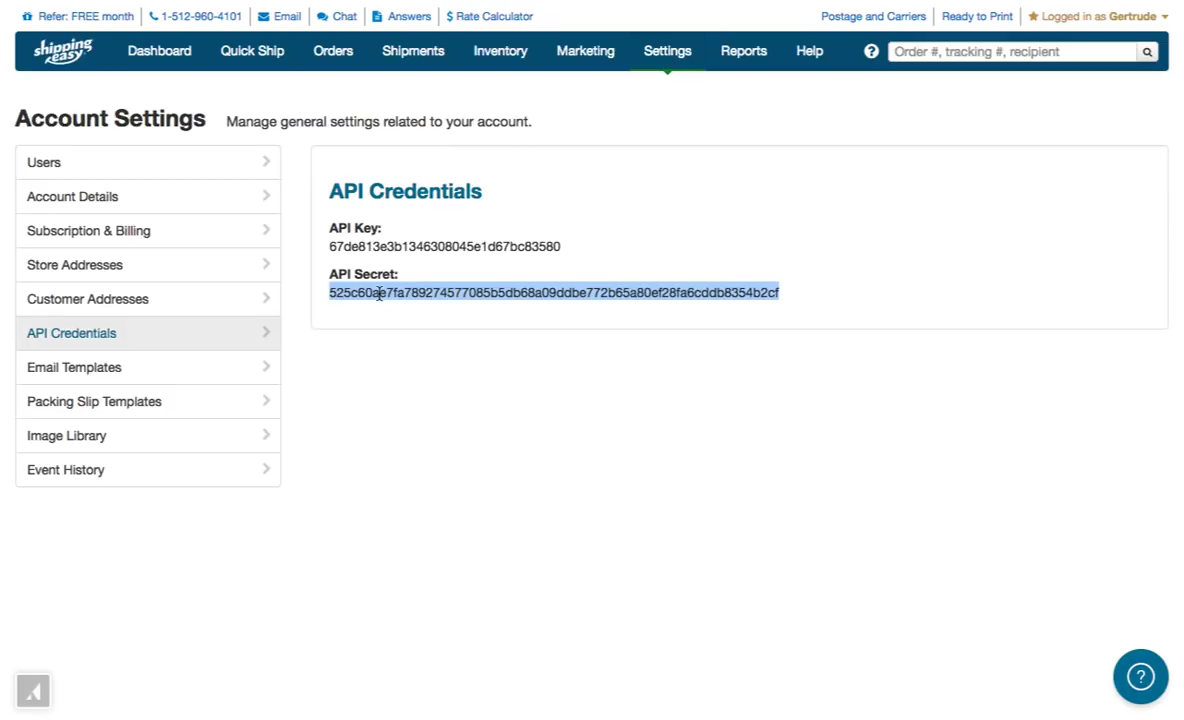 Refer: FREE month 1-512-960-4101 Email Chat Answers $ Rate Calculator Postage and Carriers Ready to Print Logged in as Gertrude
shipping easy Dashboard Quick Ship Orders Shipments Inventory Marketing Settings Reports Help ? Order #, tracking #, recipient
Account Settings Manage general settings related to your account.
Users
Account Details
Subscription & Billing
Store Addresses
Customer Addresses
API Credentials
Email Templates
Packing Slip Templates
Image Library
Event History
API Credentials
API Key:
67de813e3b1346308045e1d67bc83580
API Secret:
525c60ae7fa789274577085b5db68a09ddbe772b65a80ef28fa6cddb8354b2cf
?